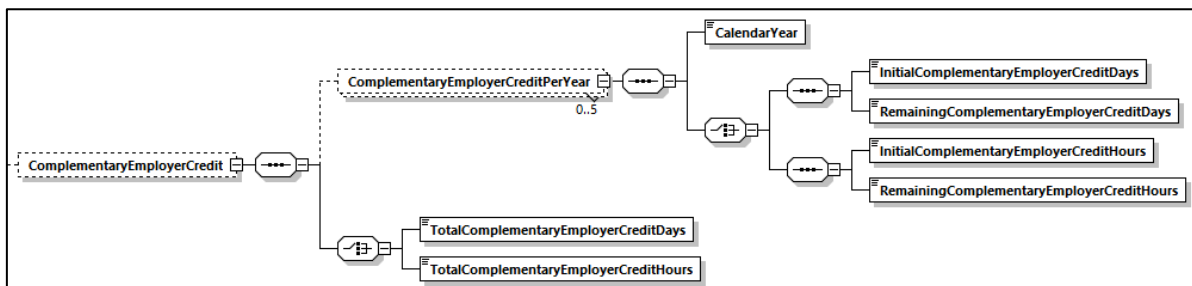 CalendarYear
ComplementaryEmployerCreditPerYear
0..5
InitialComplementaryEmployerCreditDays
RemainingComplementaryEmployerCreditDays
InitialComplementaryEmployerCreditHours
RemainingComplementaryEmployerCreditHours
ComplementaryEmployerCredit
TotalComplementaryEmployerCreditDays
TotalComplementaryEmployerCreditHours